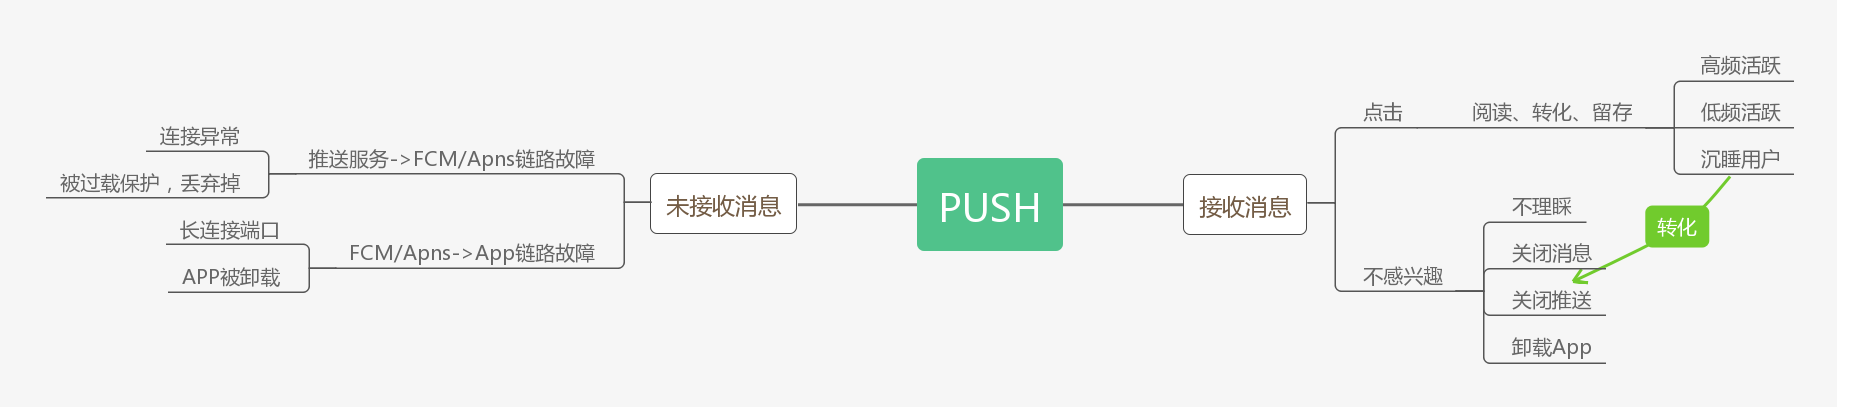 PUSH
未接收消息
推送服务->FCM/Apns链路故障
连接异常
被过载保护，丢弃掉
FCM/Apns->App链路故障
长连接端口
APP被卸载
接收消息
点击
阅读、转化、留存
高频活跃
低频活跃
沉睡用户
转化
不感兴趣
不理睬
关闭消息
关闭推送
卸载App